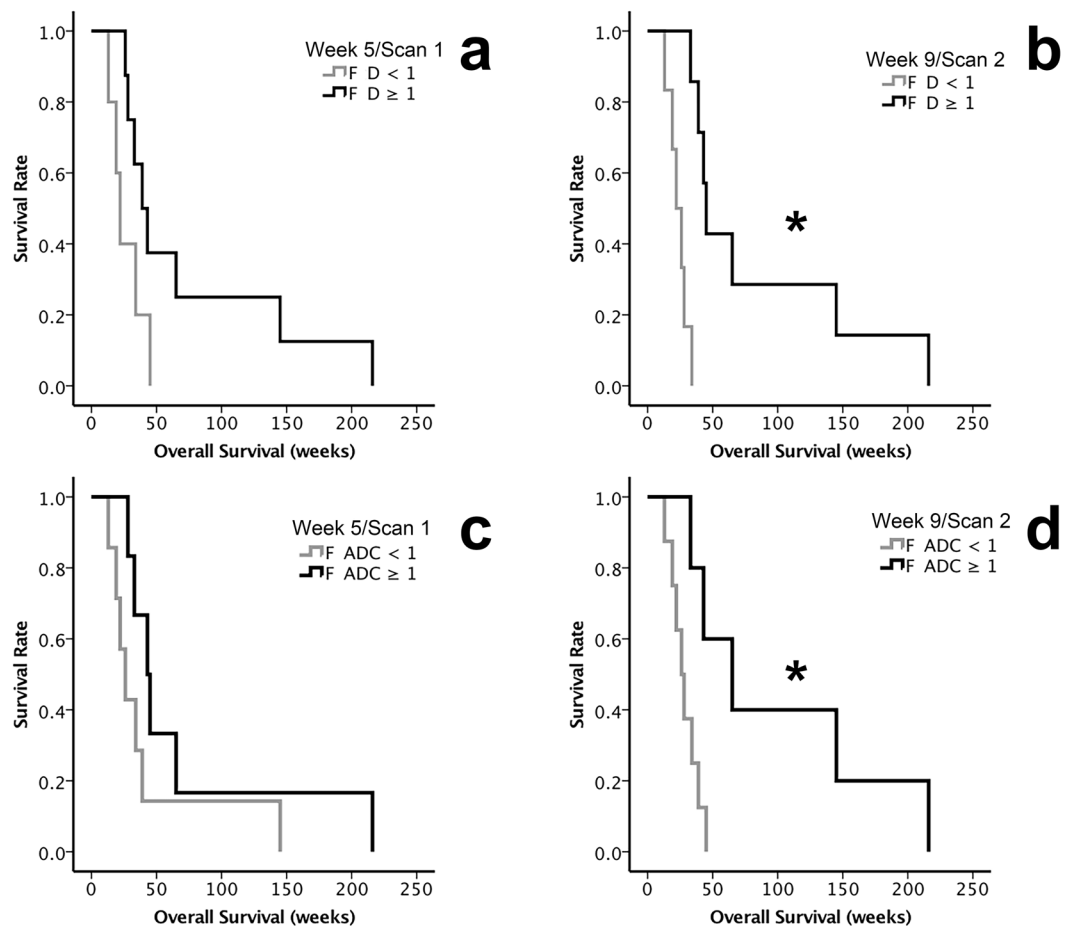 a
Week 5/Scan 1
F D < 1
F D ≥ 1
1.0
0.8
0.6
0.4
0.2
0.0
Survival Rate
0 50 100 150 200 250
Overall Survival (weeks)
b
Week 9/Scan 2
F D < 1
F D ≥ 1
*
1.0
0.8
0.6
0.4
0.2
0.0
Survival Rate
0 50 100 150 200 250
Overall Survival (weeks)
c
Week 5/Scan 1
F ADC < 1
F ADC ≥ 1
1.0
0.8
0.6
0.4
0.2
0.0
Survival Rate
0 50 100 150 200 250
Overall Survival (weeks)
d
Week 9/Scan 2
F ADC < 1
F ADC ≥ 1
*
1.0
0.8
0.6
0.4
0.2
0.0
Survival Rate
0 50 100 150 200 250
Overall Survival (weeks)